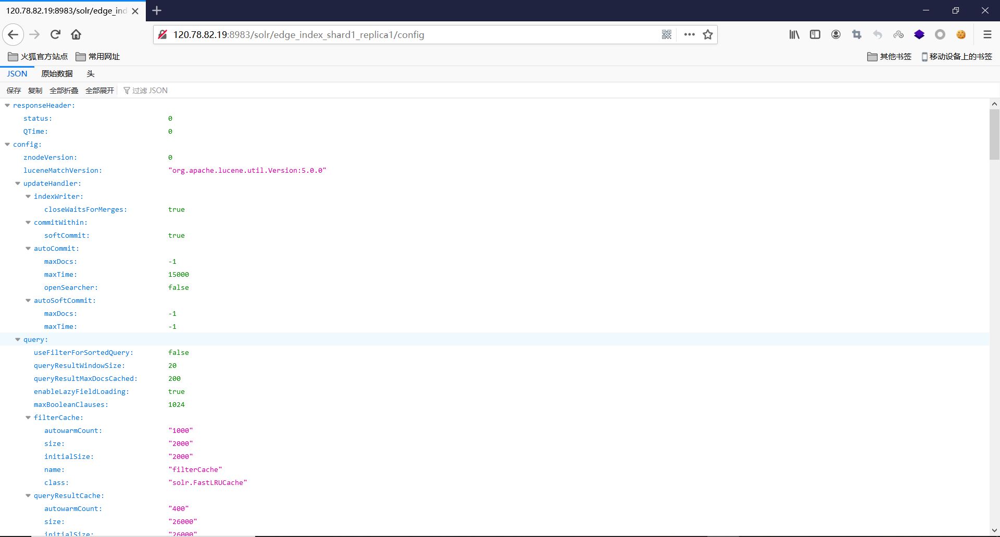 120.78.82.19:8983/solr/edge_ind
120.78.82.19:8983/solr/edge_index_shard1_replica1/config
火狐官方站点 常用网址 其他书签 移动设备上的书签
JSON 原始数据 头
保存 复制 全部折叠 全部展开 过滤 JSON
responseHeader:
status: 0
QTime: 0
config:
znodeVersion: 0
luceneMatchVersion: "org.apache.lucene.util.Version:5.0.0"
updateHandler:
indexWriter:
closeWaitsForMerges: true
commitWithin:
softCommit: true
autoCommit:
maxDocs: -1
maxTime: 15000
openSearcher: false
autoSoftCommit:
maxDocs: -1
maxTime: -1
query:
useFilterForSortedQuery: false
queryResultWindowSize: 20
queryResultMaxDocsCached: 200
enableLazyFieldLoading: true
maxBooleanClauses: 1024
filterCache:
autowarmCount: "1000"
size: "2000"
initialSize: "2000"
name: "filterCache"
class: "solr.FastLRUCache"
queryResultCache:
autowarmCount: "400"
size: "26000"
initialSize: "26000"